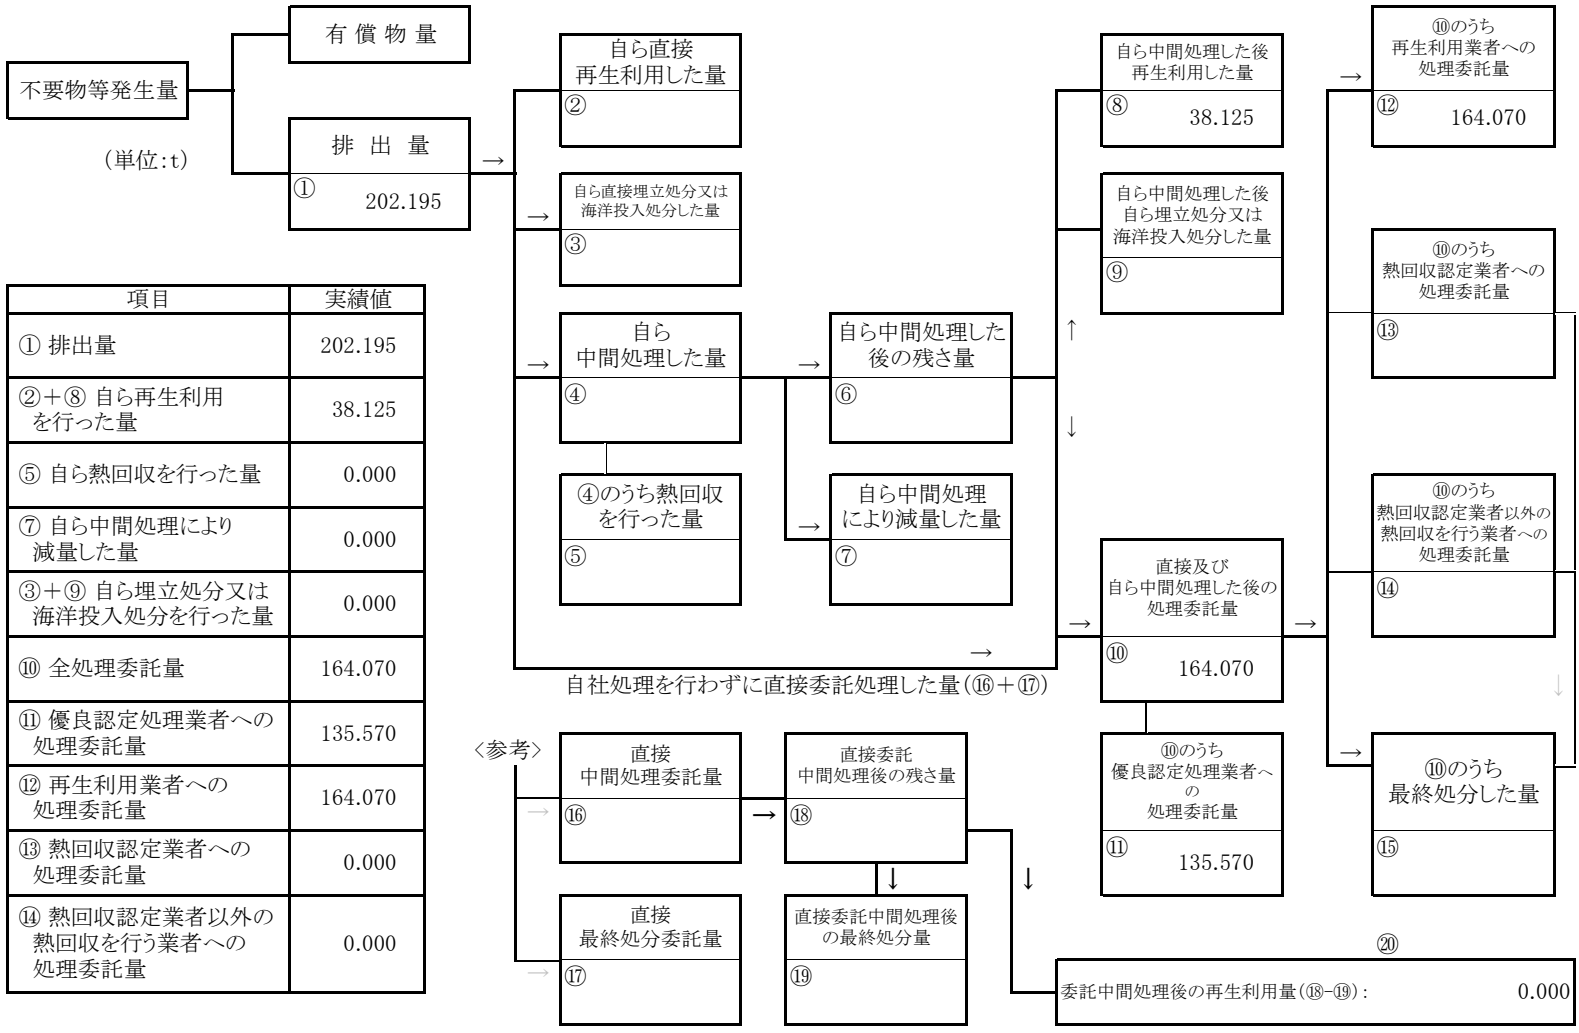 不要物等発生量
有償物量
排出量
① 202.195
(単位:t)
→
自ら直接
再生利用した量
②
→
自ら直接埋立処分又は
海洋投入処分した量
③
→
自ら
中間処理した量
④
④のうち熱回収
を行った量
⑤
→
自ら中間処理した
後の残さ量
⑥
→
自ら中間処理
により減量した量
⑦
↑
↓
自ら中間処理した後
再生利用した量
⑧ 38.125
自ら中間処理した後
自ら埋立処分又は
海洋投入処分した量
⑨
→
自社処理を行わずに直接委託処理した量(⑯＋⑰)
→
直接及び
自ら中間処理した後の
処理委託量
⑩ 164.070
⑩のうち
優良認定処理業者へ
の
処理委託量
⑪ 135.570
→
→
⑩のうち
再生利用業者への
処理委託量
⑫ 164.070
⑩のうち
熱回収認定業者への
処理委託量
⑬
⑩のうち
熱回収認定業者以外の
熱回収を行う業者への
処理委託量
⑭
↓
→
⑩のうち
最終処分した量
⑮
項目 実績値
① 排出量 202.195
②＋⑧ 自ら再生利用
を行った量 38.125
⑤ 自ら熱回収を行った量 0.000
⑦ 自ら中間処理により
減量した量 0.000
③＋⑨ 自ら埋立処分又は
海洋投入処分を行った量 0.000
⑩ 全処理委託量 164.070
⑪ 優良認定処理業者への
処理委託量 135.570
⑫ 再生利用業者への
処理委託量 164.070
⑬ 熱回収認定業者への
処理委託量 0.000
⑭ 熱回収認定業者以外の
熱回収を行う業者への
処理委託量 0.000
<参考>
→
直接
中間処理委託量
⑯
→
直接委託
中間処理後の残さ量
⑱
→
直接
最終処分委託量
⑰
↓
直接委託中間処理後
の最終処分量
⑲
↓
⑳
委託中間処理後の再生利用量(⑱-⑲): 0.000